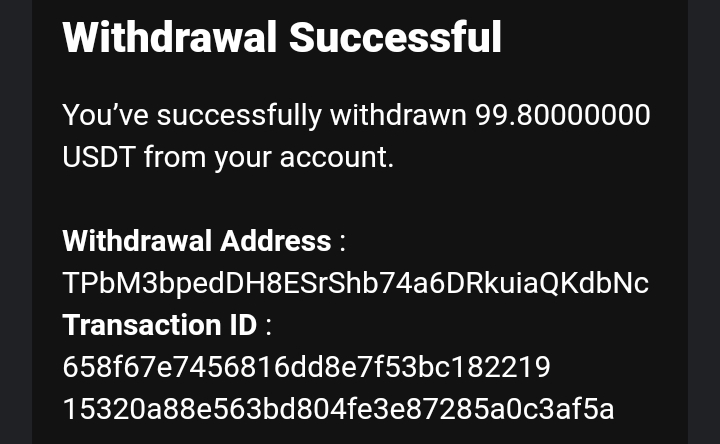 Withdrawal Successful
You’ve successfully withdrawn 99.80000000
USDT from your account.
Withdrawal Address :
TPbM3bpedDH8ESrShb74a6DRkuiaQKdbNc
Transaction ID :
658f67e7456816dd8e7f53bc182219
15320a88e563bd804fe3e87285a0c3af5a